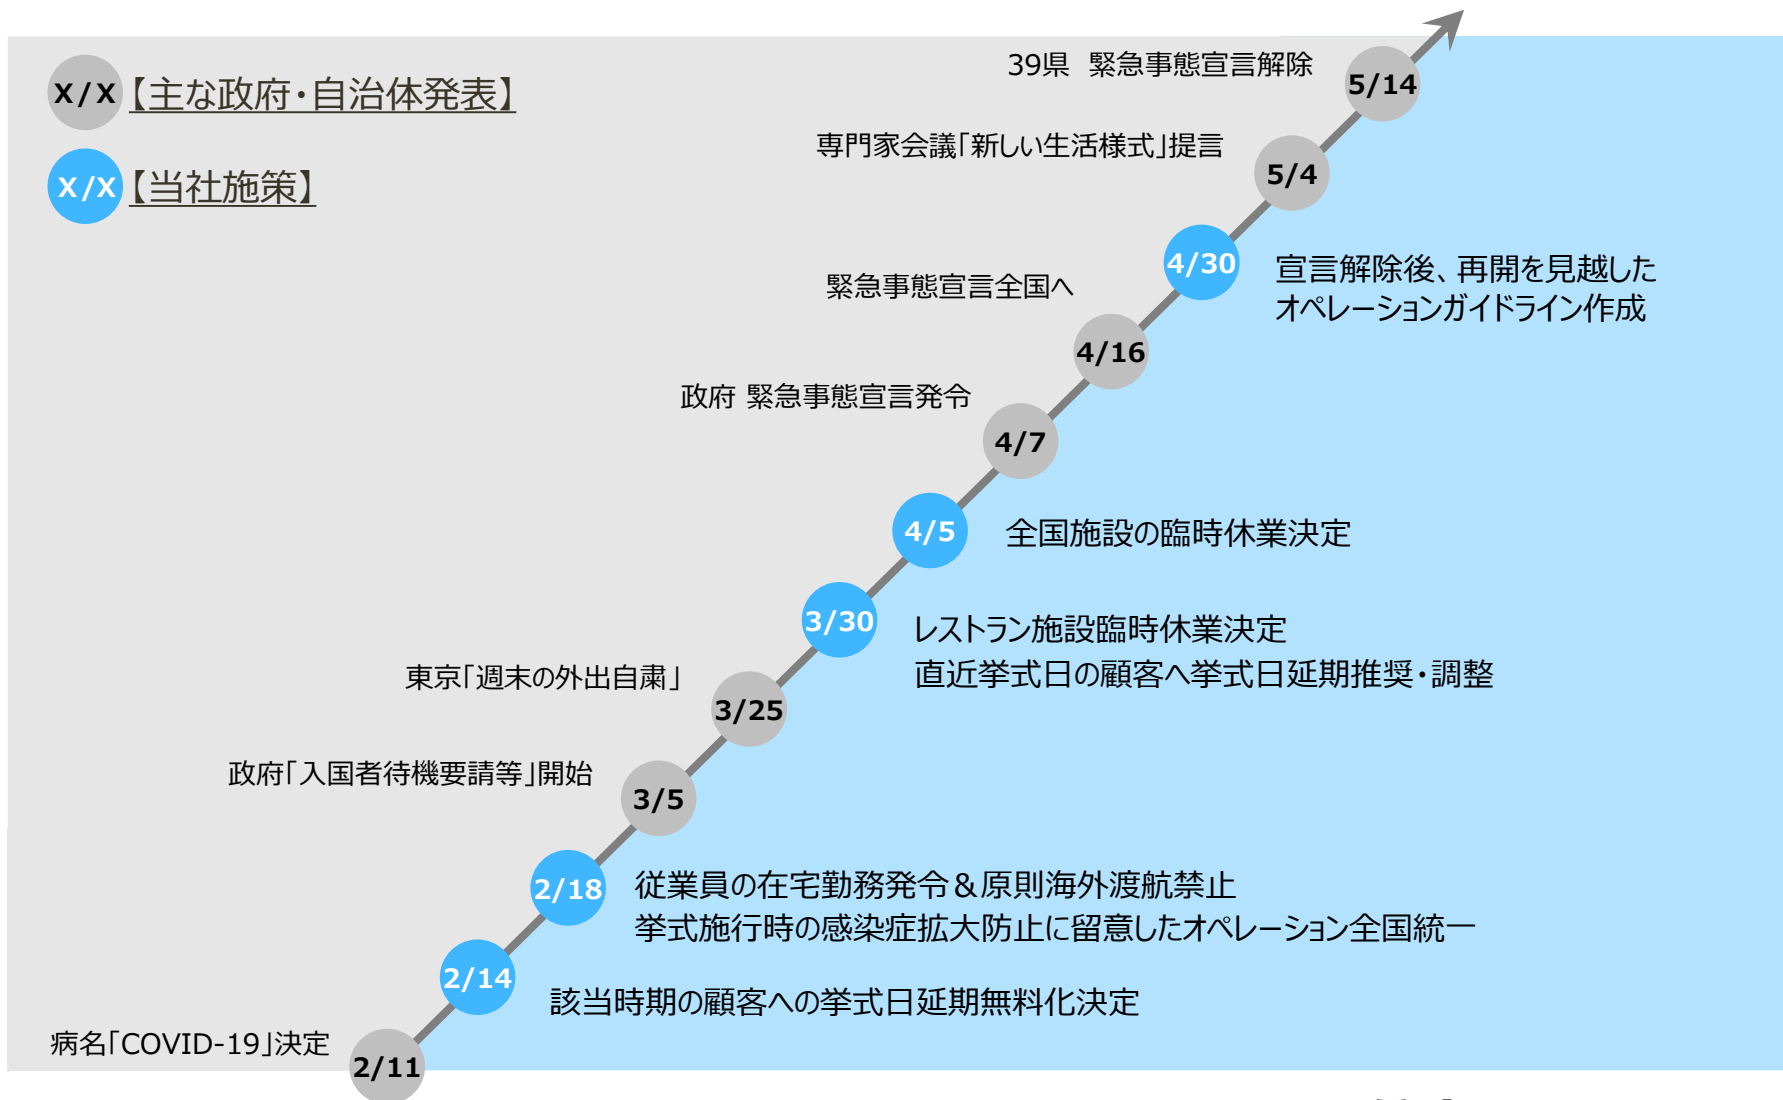 X/X【主な政府・自治体発表】
X/X【当社施策】
39県 緊急事態宣言解除
5/14
専門家会議「新しい生活様式」提言
5/4
4/30
宣言解除後、再開を見越した
オペレーションガイドライン作成
緊急事態宣言全国へ
4/16
政府 緊急事態宣言発令
4/7
4/5
全国施設の臨時休業決定
3/30
レストラン施設臨時休業決定
直近挙式日の顧客へ挙式日延期推奨・調整
東京「週末の外出自粛」
3/25
政府「入国者待機要請等」開始
3/5
2/18
従業員の在宅勤務発令＆原則海外渡航禁止
挙式施行時の感染症拡大防止に留意したオペレーション全国統一
2/14
該当時期の顧客への挙式日延期無料化決定
病名「COVID-19」決定
2/11